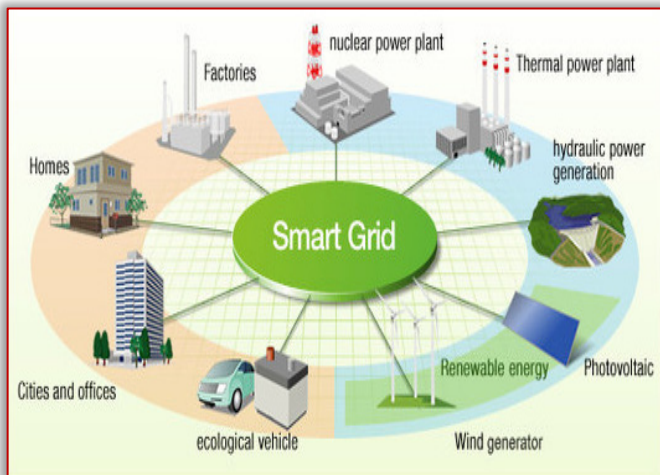 nuclear power plant
Factories
Thermal power plant
Homes
hydraulic power
generation
Smart Grid
Renewable energy
Photovoltaic
Cities and offices
ecological vehicle
Wind generator